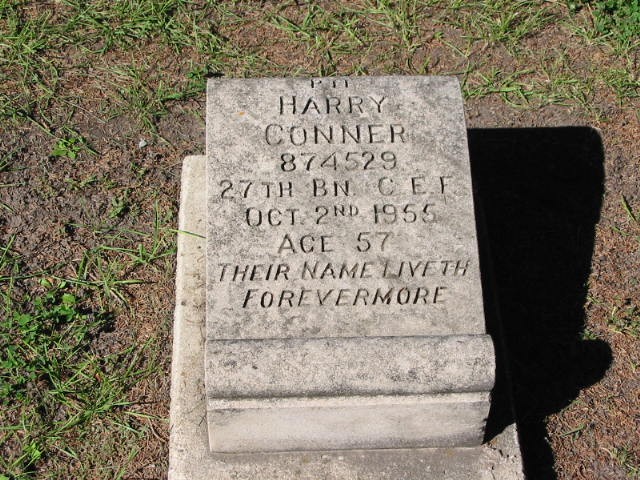 PTE
HARRY
CONNER
874529
27TH BN. C.E.F.
OCT. 2ND 1955
AGE 57
THEIR NAME LIVETH
FOREVERMORE